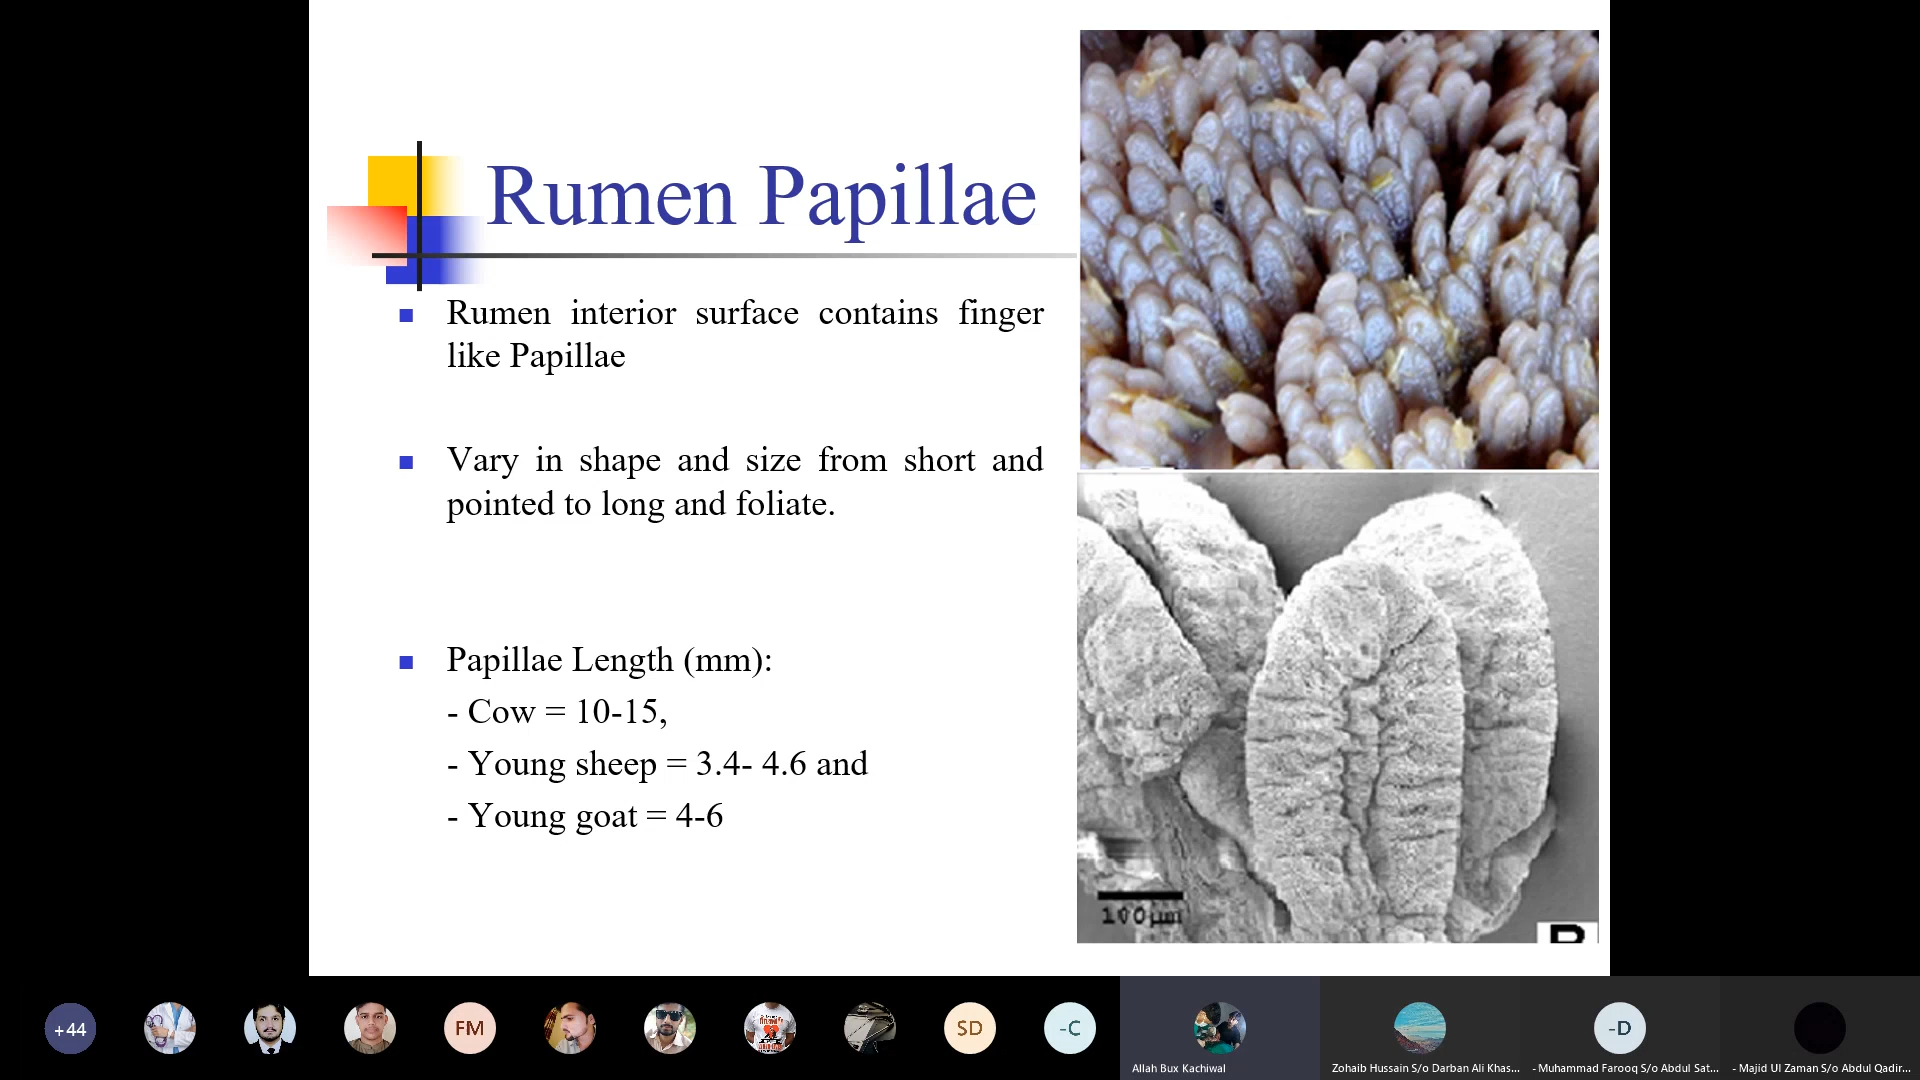 Rumen Papillae
Rumen interior surface contains finger
like Papillae
Vary in shape and size from short and
pointed to long and foliate.
Papillae Length (mm):
- Cow = 10-15,
- Young sheep = 3.4- 4.6 and
- Young goat = 4-6
100µm
+44
FM
SD
-C
-D
Allah Bux Kachiwal
Zohaib Hussain S/o Darban Ali Khas...
- Muhammad Farooq S/o Abdul Sat...
- Majid Ul Zaman S/o Abdul Qadir...